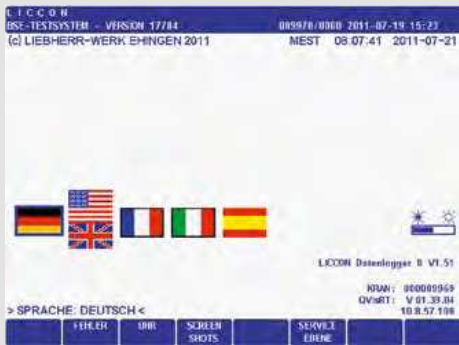 LICCON
BSE-TESTSYSTEM - VERSION 17784 009970/0060 2011-07-19 15:23
(c) LIEBHERR-WERK EHINGEN 2011 MEST 08:07:41 2011-07-21
LICCON Datenlogger II V1.51
KRAN: 000009969
QVisRT: V 01.39.04
10.8.57.108
> SPRACHE: DEUTSCH <
FEHLER UHR SCREEN SHOTS SERVICE EBENE